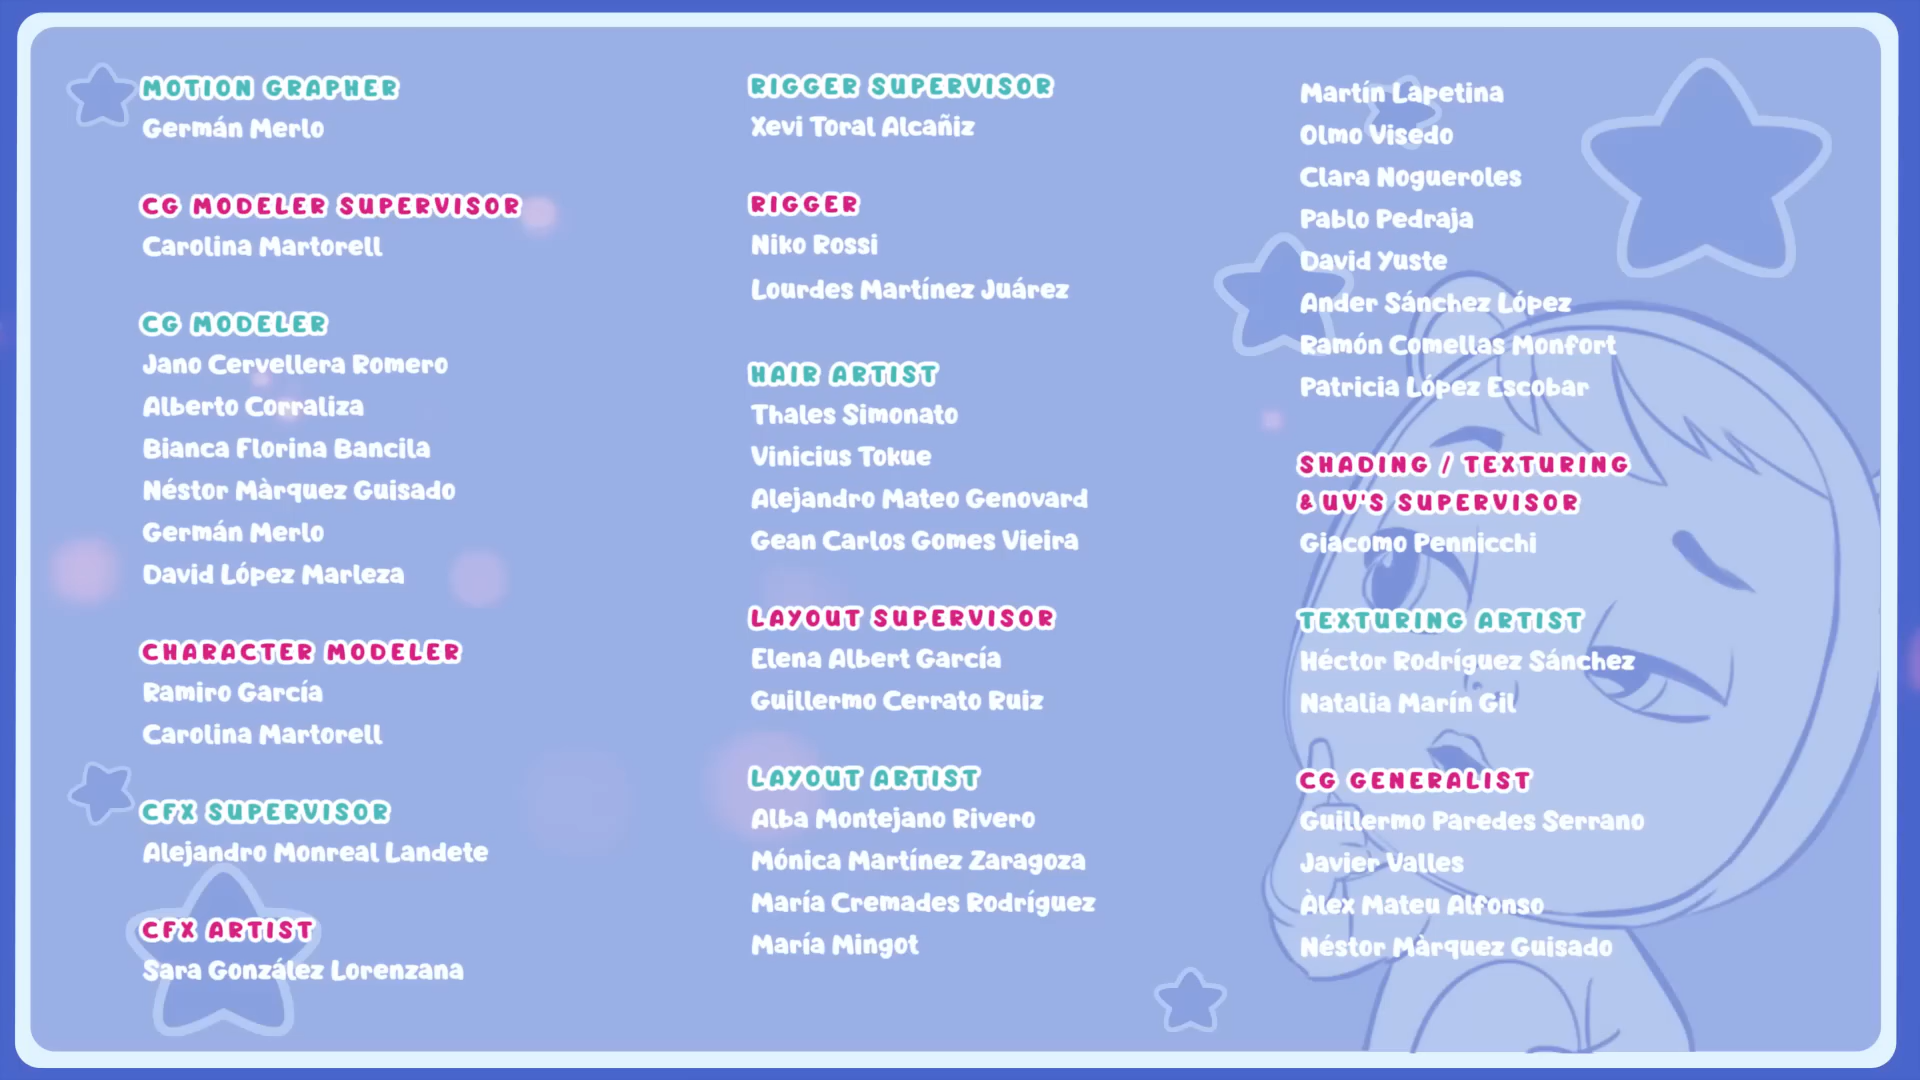 MOTION GRAPHER
Germán Merlo
CG MODELER SUPERVISOR
Carolina Martorell
CG MODELER
Jano Cervellera Romero
Alberto Corraliza
Bianca Florina Bancila
Néstor Màrquez Guisado
Germán Merlo
David López Marleza
CHARACTER MODELER
Ramiro García
Carolina Martorell
CFX SUPERVISOR
Alejandro Monreal Landete
CFX ARTIST
Sara González Lorenzana
RIGGER SUPERVISOR
Xevi Toral Alcañiz
RIGGER
Niko Rossi
Lourdes Martínez Juárez
HAIR ARTIST
Thales Simonato
Vinicius Tokue
Alejandro Mateo Genovard
Gean Carlos Gomes Vieira
LAYOUT SUPERVISOR
Elena Albert García
Guillermo Cerrato Ruiz
LAYOUT ARTIST
Alba Montejano Rivero
Mónica Martínez Zaragoza
María Cremades Rodríguez
María Mingot
Martín Lapetina
Olmo Visedo
Clara Nogueroles
Pablo Pedraja
David Yuste
Ander Sánchez López
Ramón Comellas Monfort
Patricia López Escobar
SHADING / TEXTURING
& UV'S SUPERVISOR
Giacomo Pennicchi
TEXTURING ARTIST
Héctor Rodríguez Sánchez
Natalia Marín Gil
CG GENERALIST
Guillermo Paredes Serrano
Javier Valles
Àlex Mateu Alfonso
Néstor Màrquez Guisado